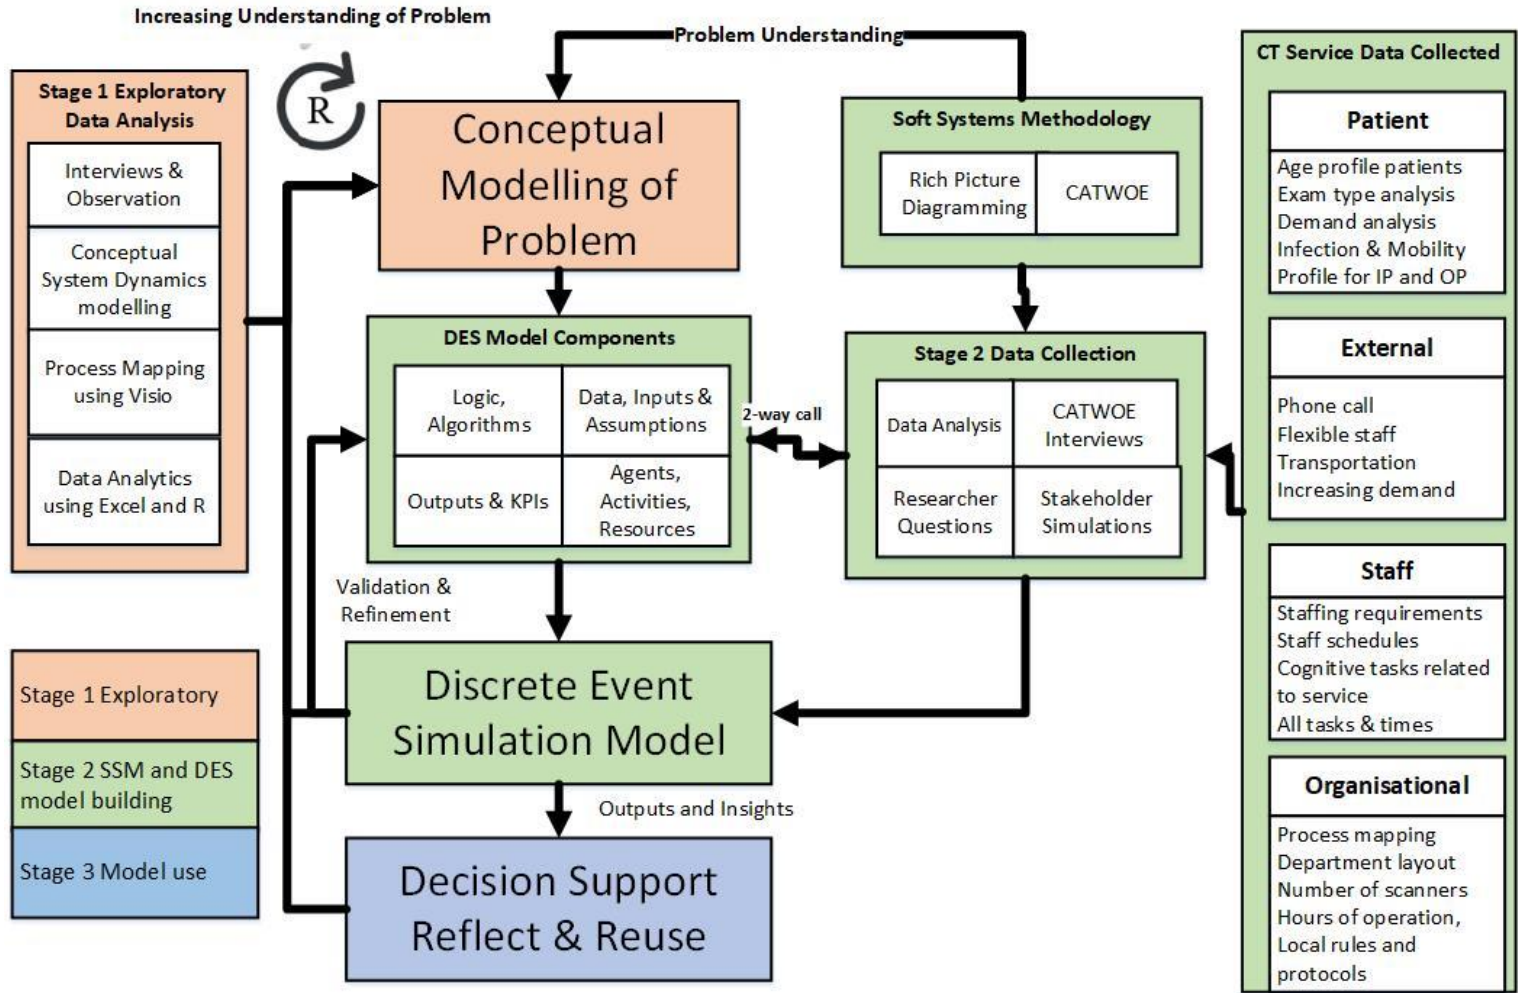 Increasing Understanding of Problem
Stage 1 Exploratory
Data Analysis
Interviews &
Observation
Conceptual
System Dynamics
modelling
Process Mapping
using Visio
Data Analytics
using Excel and R
R
Problem Understanding
Conceptual
Modelling of
Problem
Soft Systems Methodology
Rich Picture
Diagramming
CATWOE
DES Model Components
Logic,
Algorithms
Data, Inputs &
Assumptions
Outputs & KPIs
Agents,
Activities,
Resources
2-way call
Stage 2 Data Collection
Data Analysis
CATWOE
Interviews
Researcher
Questions
Stakeholder
Simulations
Validation &
Refinement
Discrete Event
Simulation Model
Outputs and Insights
Decision Support
Reflect & Reuse
Stage 1 Exploratory
Stage 2 SSM and DES
model building
Stage 3 Model use
CT Service Data Collected
Patient
Age profile patients
Exam type analysis
Demand analysis
Infection & Mobility
Profile for IP and OP
External
Phone call
Flexible staff
Transportation
Increasing demand
Staff
Staffing requirements
Staff schedules
Cognitive tasks related
to service
All tasks & times
Organisational
Process mapping
Department layout
Number of scanners
Hours of operation,
Local rules and
protocols